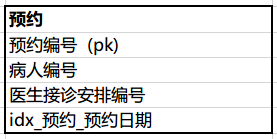 预约
预约编号 (pk)
病人编号
医生接诊安排编号
idx_预约_预约日期